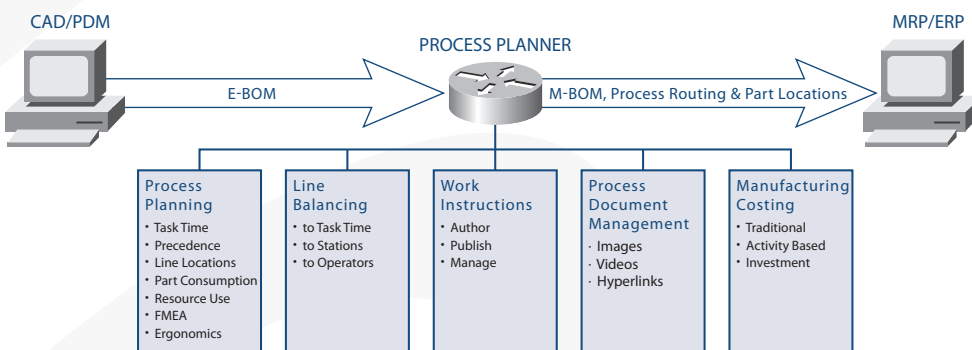 CAD/PDM
MRP/ERP
PROCESS PLANNER
E-BOM
M-BOM, Process Routing & Part Locations
Process
Planning
• Task Time
• Precedence
• Line Locations
• Part Consumption
• Resource Use
• FMEA
• Ergonomics
Line
Balancing
• to Task Time
• to Stations
• to Operators
Work
Instructions
• Author
• Publish
• Manage
Process
Document
Management
· Images
· Videos
· Hyperlinks
Manufacturing
Costing
• Traditional
• Activity Based
• Investment